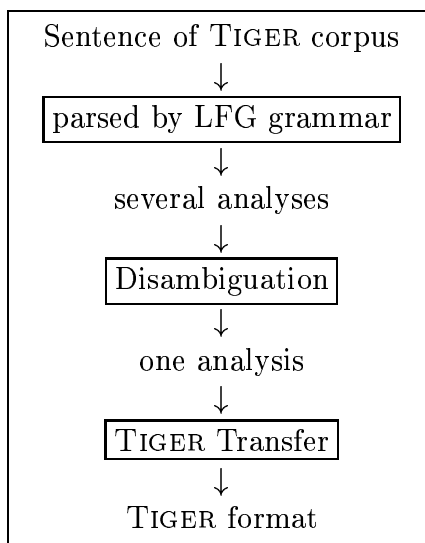 Sentence of TIGER corpus
↓
parsed by LFG grammar
↓
several analyses
↓
Disambiguation
↓
one analysis
↓
TIGER Transfer
↓
TIGER format